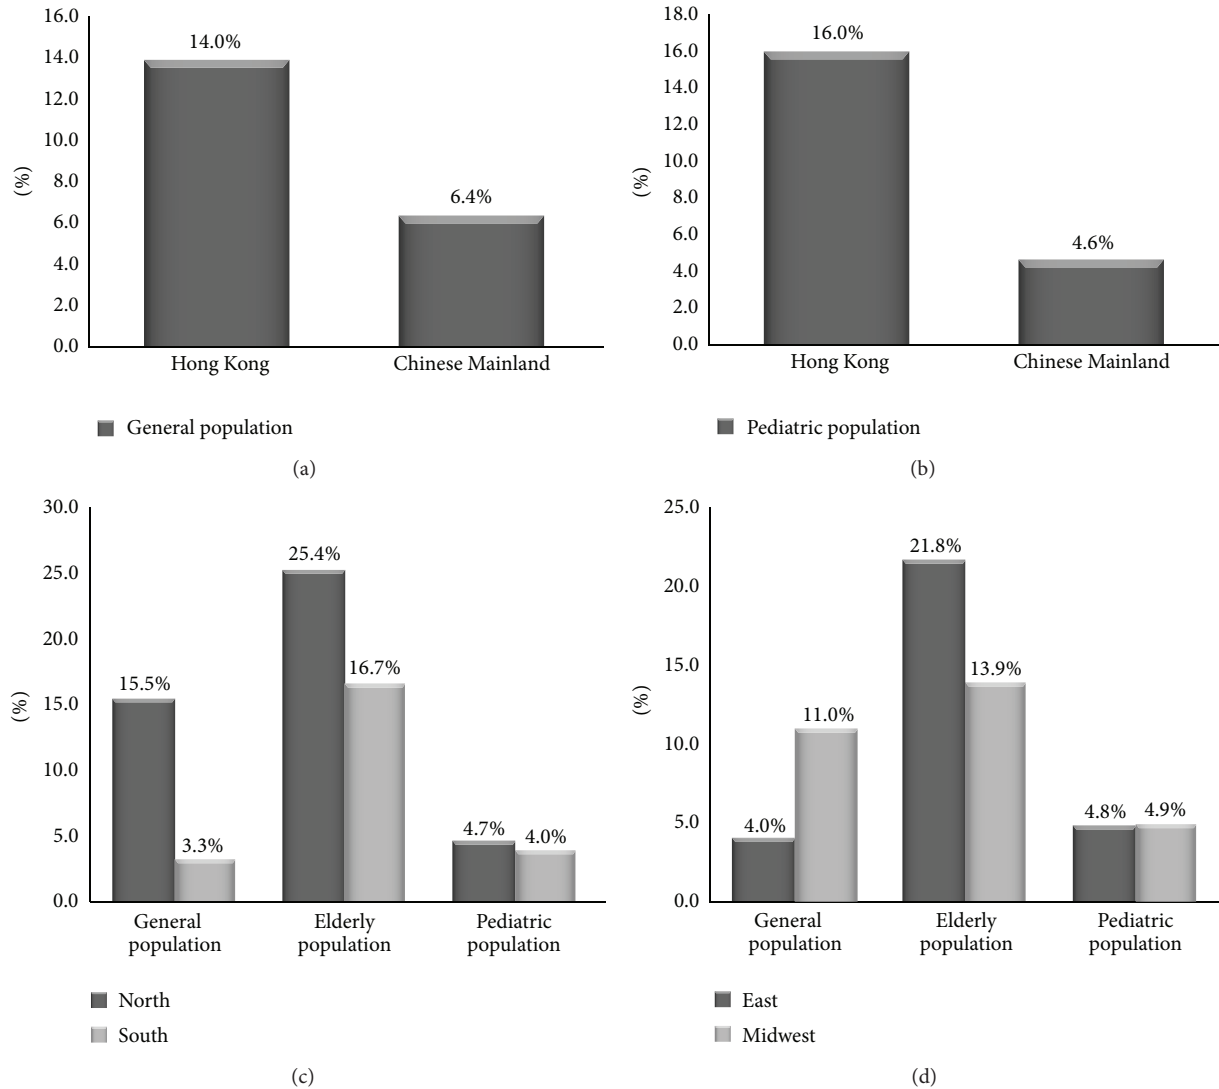 16.0
14.0
12.0
10.0
8.0
6.0
4.0
2.0
0.0
(%)
14.0%
6.4%
Hong Kong
Chinese Mainland
General population
(a)
18.0
16.0
14.0
12.0
10.0
8.0
6.0
4.0
2.0
0.0
(%)
16.0%
4.6%
Hong Kong
Chinese Mainland
Pediatric population
(b)
30.0
25.0
20.0
15.0
10.0
5.0
0.0
(%)
15.5%
3.3%
25.4%
16.7%
4.7%
4.0%
General
population
Elderly
population
Pediatric
population
North
South
(c)
25.0
20.0
15.0
10.0
5.0
0.0
(%)
4.0%
11.0%
21.8%
13.9%
4.8%
4.9%
General
population
Elderly
population
Pediatric
population
East
Midwest
(d)